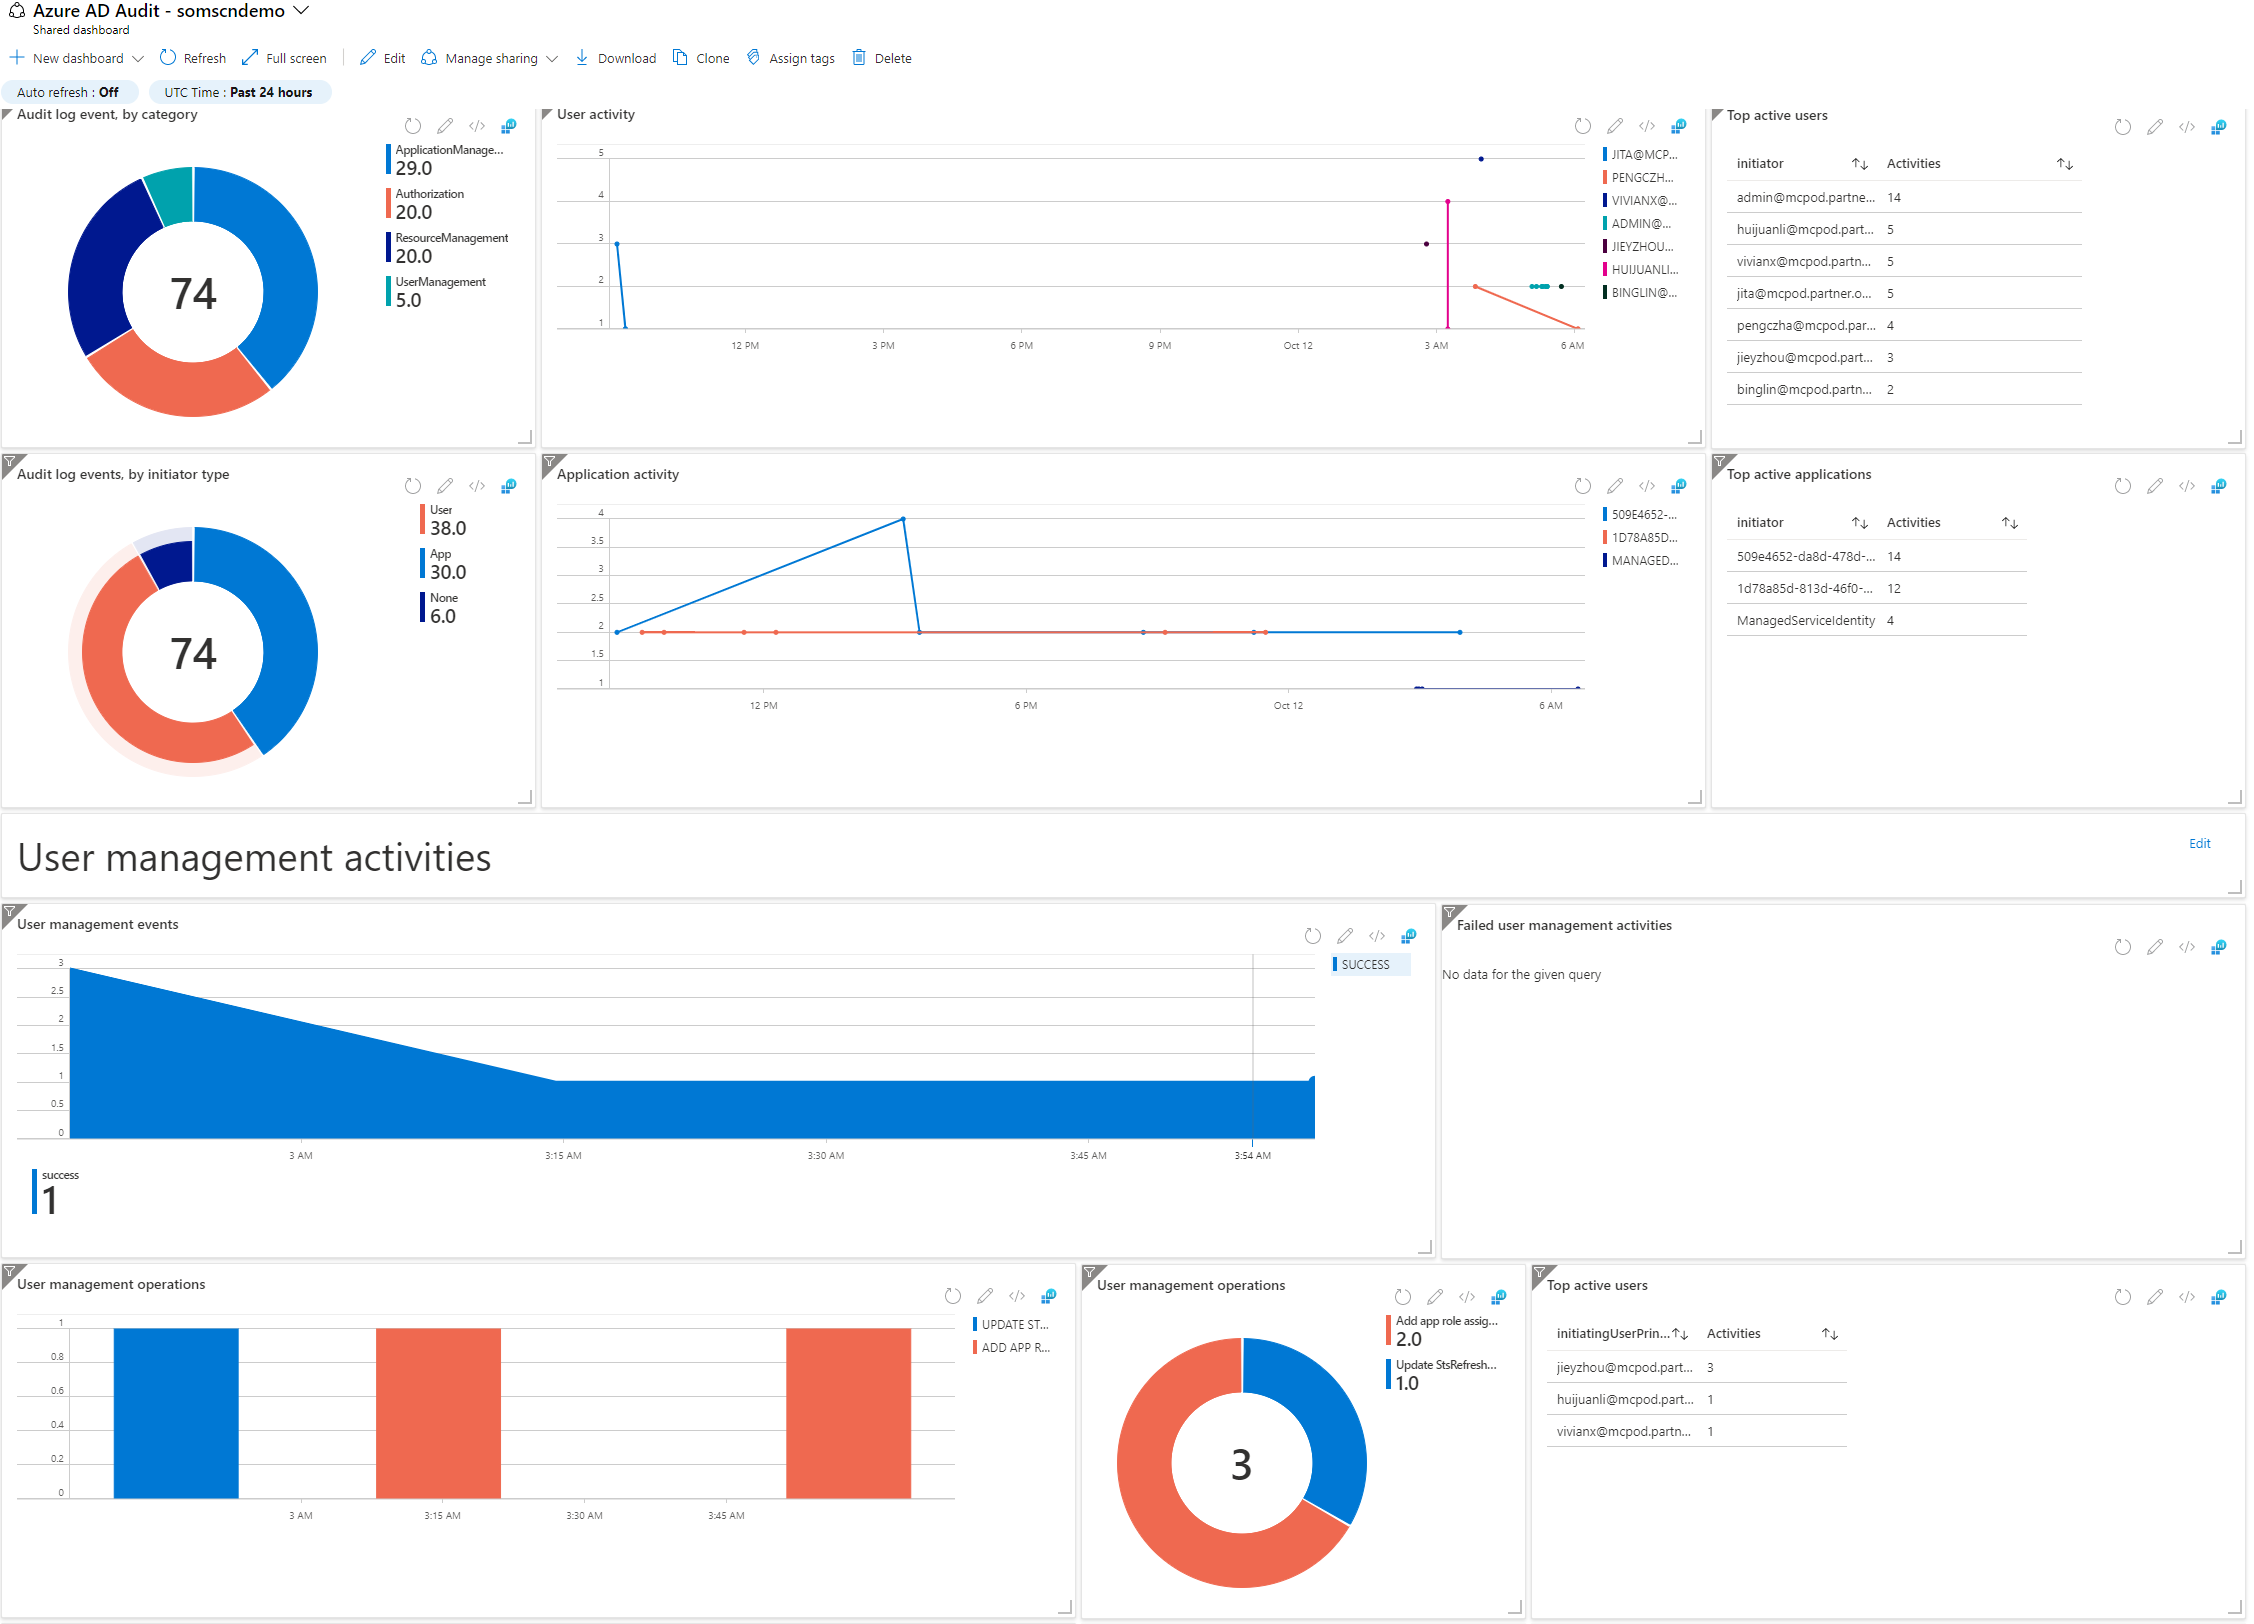 Azure AD Audit - somscndemo
Shared dashboard
New dashboard
Refresh
Full screen
Edit
Manage sharing
Download
Clone
Assign tags
Delete
Auto refresh : Off
UTC Time : Past 24 hours
Audit log event, by category
74
ApplicationManage...
29.0
Authorization
20.0
ResourceManagement
20.0
UserManagement
5.0
User activity
5
4
3
2
1
12 PM
3 PM
6 PM
9 PM
Oct 12
3 AM
6 AM
JITA@MCP...
PENGCZH...
VIVIANX@...
ADMIN@...
JIEYZHOU...
HUIJUANLI...
BINGLIN@...
Top active users
initiator Activities
admin@mcpod.partne... 14
huijuanli@mcpod.part... 5
vivianx@mcpod.partn... 5
jita@mcpod.partner.o... 5
pengczha@mcpod.par... 4
jieyzhou@mcpod.part... 3
binglin@mcpod.partn... 2
Audit log events, by initiator type
74
User
38.0
App
30.0
None
6.0
Application activity
4
3.5
3
2.5
2
1.5
1
12 PM
6 PM
Oct 12
6 AM
509E4652-...
1D78A85D...
MANAGED...
Top active applications
initiator Activities
509e4652-da8d-478d-... 14
1d78a85d-813d-46f0-... 12
ManagedServiceIdentity 4
User management activities
Edit
User management events
3
2.5
2
1.5
1
0.5
0
3 AM
3:15 AM
3:30 AM
3:45 AM
3:54 AM
SUCCESS
success
1
Failed user management activities
No data for the given query
User management operations
1
0.8
0.6
0.4
0.2
0
3 AM
3:15 AM
3:30 AM
3:45 AM
UPDATE ST...
ADD APP R...
User management operations
3
Add app role assig...
2.0
Update StsRefresh...
1.0
Top active users
initiatingUserPrin... Activities
jieyzhou@mcpod.part... 3
huijuanli@mcpod.part... 1
vivianx@mcpod.partn... 1